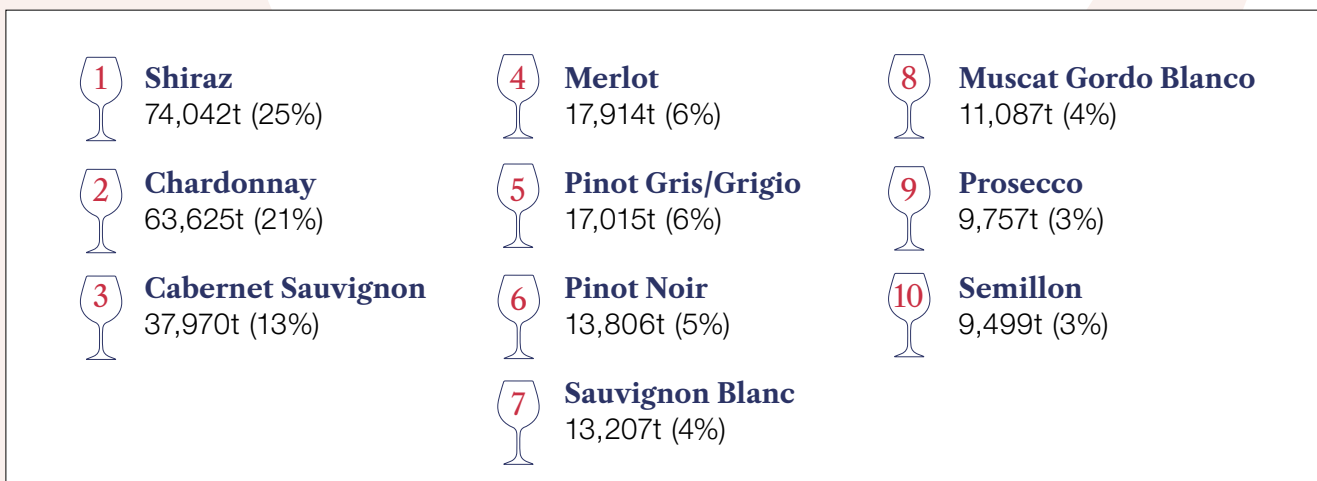 1
Shiraz
74,042t (25%)
2
Chardonnay
63,625t (21%)
3
Cabernet Sauvignon
37,970t (13%)
4
Merlot
17,914t (6%)
5
Pinot Gris/Grigio
17,015t (6%)
6
Pinot Noir
13,806t (5%)
7
Sauvignon Blanc
13,207t (4%)
8
Muscat Gordo Blanco
11,087t (4%)
9
Prosecco
9,757t (3%)
10
Semillon
9,499t (3%)